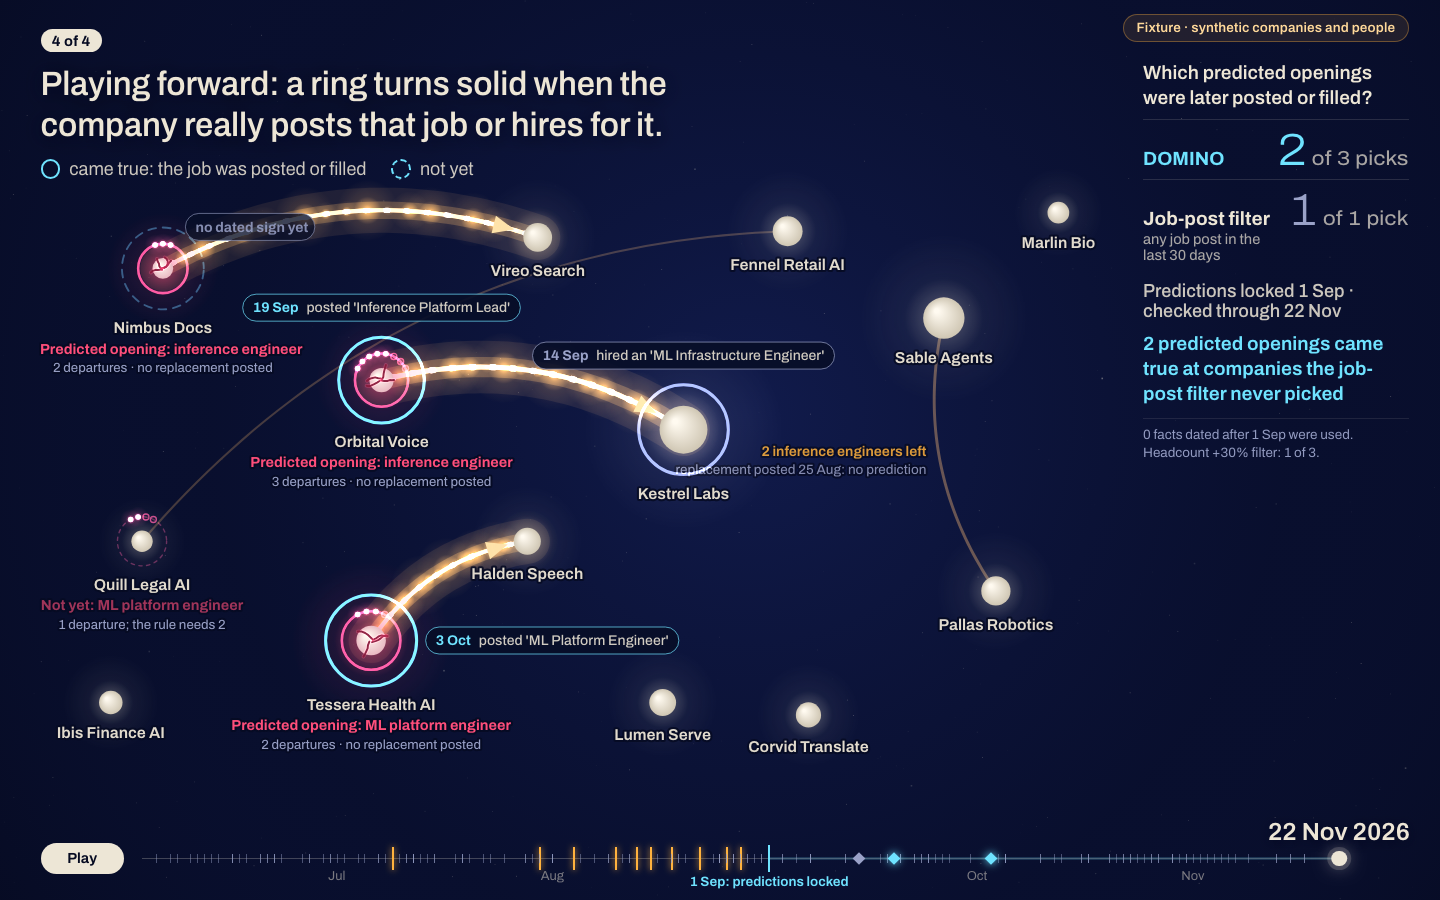 4 of 4
Fixture · synthetic companies and people
Playing forward: a ring turns solid when the
company really posts that job or hires for it.
came true: the job was posted or filled
not yet
Which predicted openings
were later posted or filled?
DOMINO
2 of 3 picks
Job-post filter
1 of 1 pick
any job post in the
last 30 days
Predictions locked 1 Sep ·
checked through 22 Nov
2 predicted openings came
true at companies the job-
post filter never picked
0 facts dated after 1 Sep were used.
Headcount +30% filter: 1 of 3.
no dated sign yet
Vireo Search
Fennel Retail AI
Marlin Bio
19 Sep posted 'Inference Platform Lead'
Nimbus Docs
Predicted opening: inference engineer
2 departures · no replacement posted
14 Sep hired an 'ML Infrastructure Engineer'
Sable Agents
Orbital Voice
Predicted opening: inference engineer
3 departures · no replacement posted
2 inference engineers left
replacement posted 25 Aug: no prediction
Kestrel Labs
Halden Speech
Quill Legal AI
Not yet: ML platform engineer
1 departure; the rule needs 2
Pallas Robotics
3 Oct posted 'ML Platform Engineer'
Tessera Health AI
Predicted opening: ML platform engineer
2 departures · no replacement posted
Ibis Finance AI
Lumen Serve
Corvid Translate
22 Nov 2026
Play
Jul
Aug
1 Sep: predictions locked
Oct
Nov